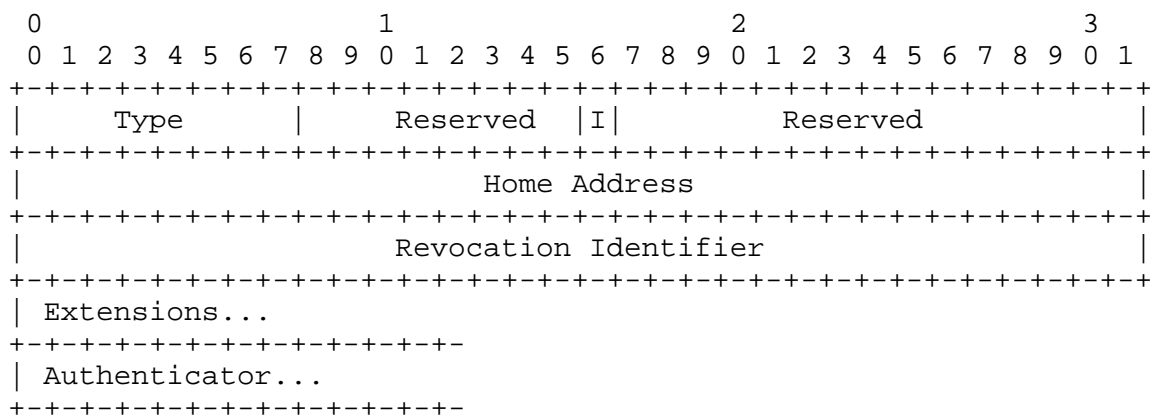 0                   1                   2                   3
 0 1 2 3 4 5 6 7 8 9 0 1 2 3 4 5 6 7 8 9 0 1 2 3 4 5 6 7 8 9 0 1
+-+-+-+-+-+-+-+-+-+-+-+-+-+-+-+-+-+-+-+-+-+-+-+-+-+-+-+-+-+-+-+-+
|     Type      |     Reserved  |I|         Reserved            |
+-+-+-+-+-+-+-+-+-+-+-+-+-+-+-+-+-+-+-+-+-+-+-+-+-+-+-+-+-+-+-+-+
|                          Home Address                         |
+-+-+-+-+-+-+-+-+-+-+-+-+-+-+-+-+-+-+-+-+-+-+-+-+-+-+-+-+-+-+-+-+
|                     Revocation Identifier                     |
+-+-+-+-+-+-+-+-+-+-+-+-+-+-+-+-+-+-+-+-+-+-+-+-+-+-+-+-+-+-+-+-+
| Extensions...
+-+-+-+-+-+-+-+-+-+-+-+-+-
| Authenticator...
+-+-+-+-+-+-+-+-+-+-+-+-+-